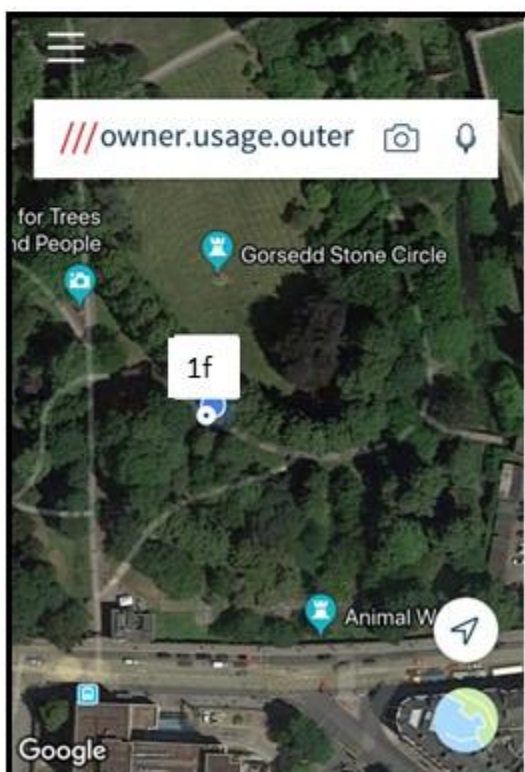 ///owner.usage.outer
for Trees
nd People
Gorsedd Stone Circle
1f
Animal W
Google